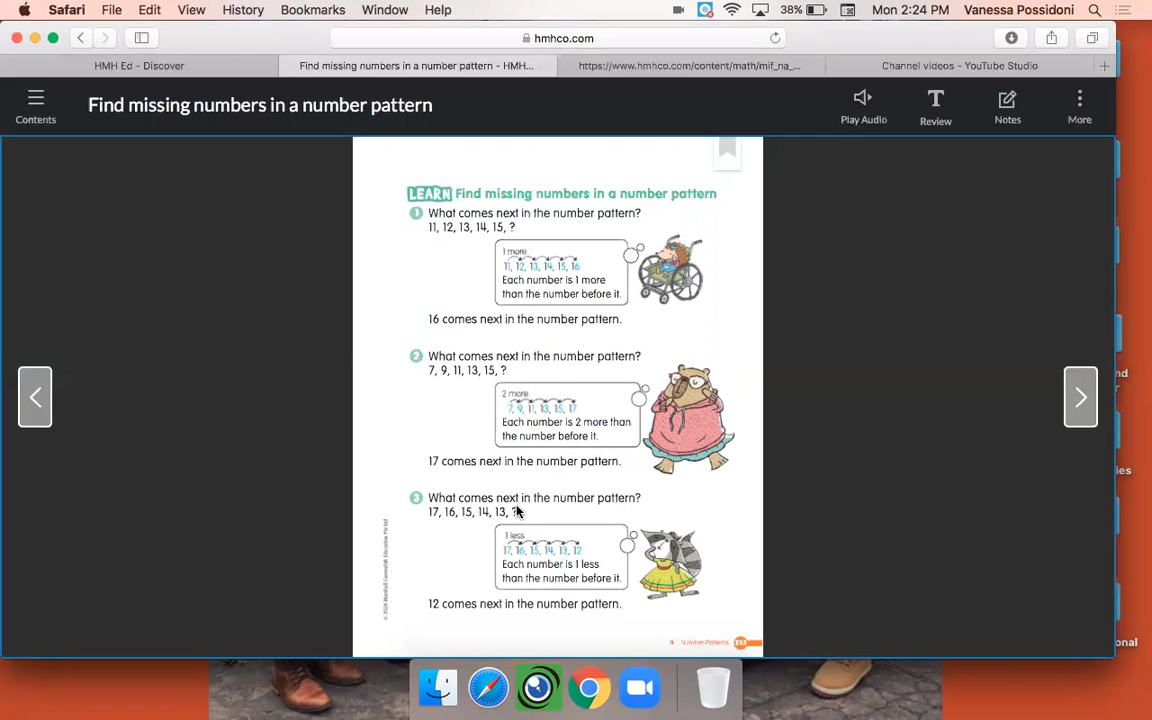 Safari File Edit View History Bookmarks Window Help 38% Mon 2:24 PM Vanessa Possidoni
hmhco.com
HMH Ed - Discover Find missing numbers in a number pattern - HMH... https://www.hmhco.com/content/math/mif_na_... Channel videos - YouTube Studio
Contents Find missing numbers in a number pattern Play Audio Review Notes More
LEARN Find missing numbers in a number pattern
1 What comes next in the number pattern?
11, 12, 13, 14, 15, ?
1 more
11, 12, 13, 14, 15, 16
Each number is 1 more
than the number before it.
16 comes next in the number pattern.
2 What comes next in the number pattern?
7, 9, 11, 13, 15, ?
2 more
7, 9, 11, 13, 15, 17
Each number is 2 more than
the number before it.
17 comes next in the number pattern.
3 What comes next in the number pattern?
17, 16, 15, 14, 13, ?
1 less
17, 16, 15, 14, 13, 12
Each number is 1 less
than the number before it.
12 comes next in the number pattern.
Number Patterns